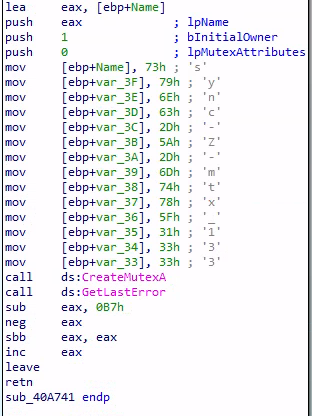 lea eax, [ebp+Name]
push eax ; lpName
push 1 ; bInitialOwner
push 0 ; lpMutexAttributes
mov [ebp+Name], 73h ; 's'
mov [ebp+var_3F], 79h ; 'y'
mov [ebp+var_3E], 6Eh ; 'n'
mov [ebp+var_3D], 63h ; 'c'
mov [ebp+var_3C], 2Dh ; '-'
mov [ebp+var_3B], 5Ah ; 'Z'
mov [ebp+var_3A], 2Dh ; '-'
mov [ebp+var_39], 6Dh ; 'm'
mov [ebp+var_38], 74h ; 't'
mov [ebp+var_37], 78h ; 'x'
mov [ebp+var_36], 5Fh ; '_'
mov [ebp+var_35], 31h ; '1'
mov [ebp+var_34], 33h ; '3'
mov [ebp+var_33], 33h ; '3'
call ds:CreateMutexA
call ds:GetLastError
sub eax, 0B7h
neg eax
sbb eax, eax
inc eax
leave
retn
sub_40A741 endp